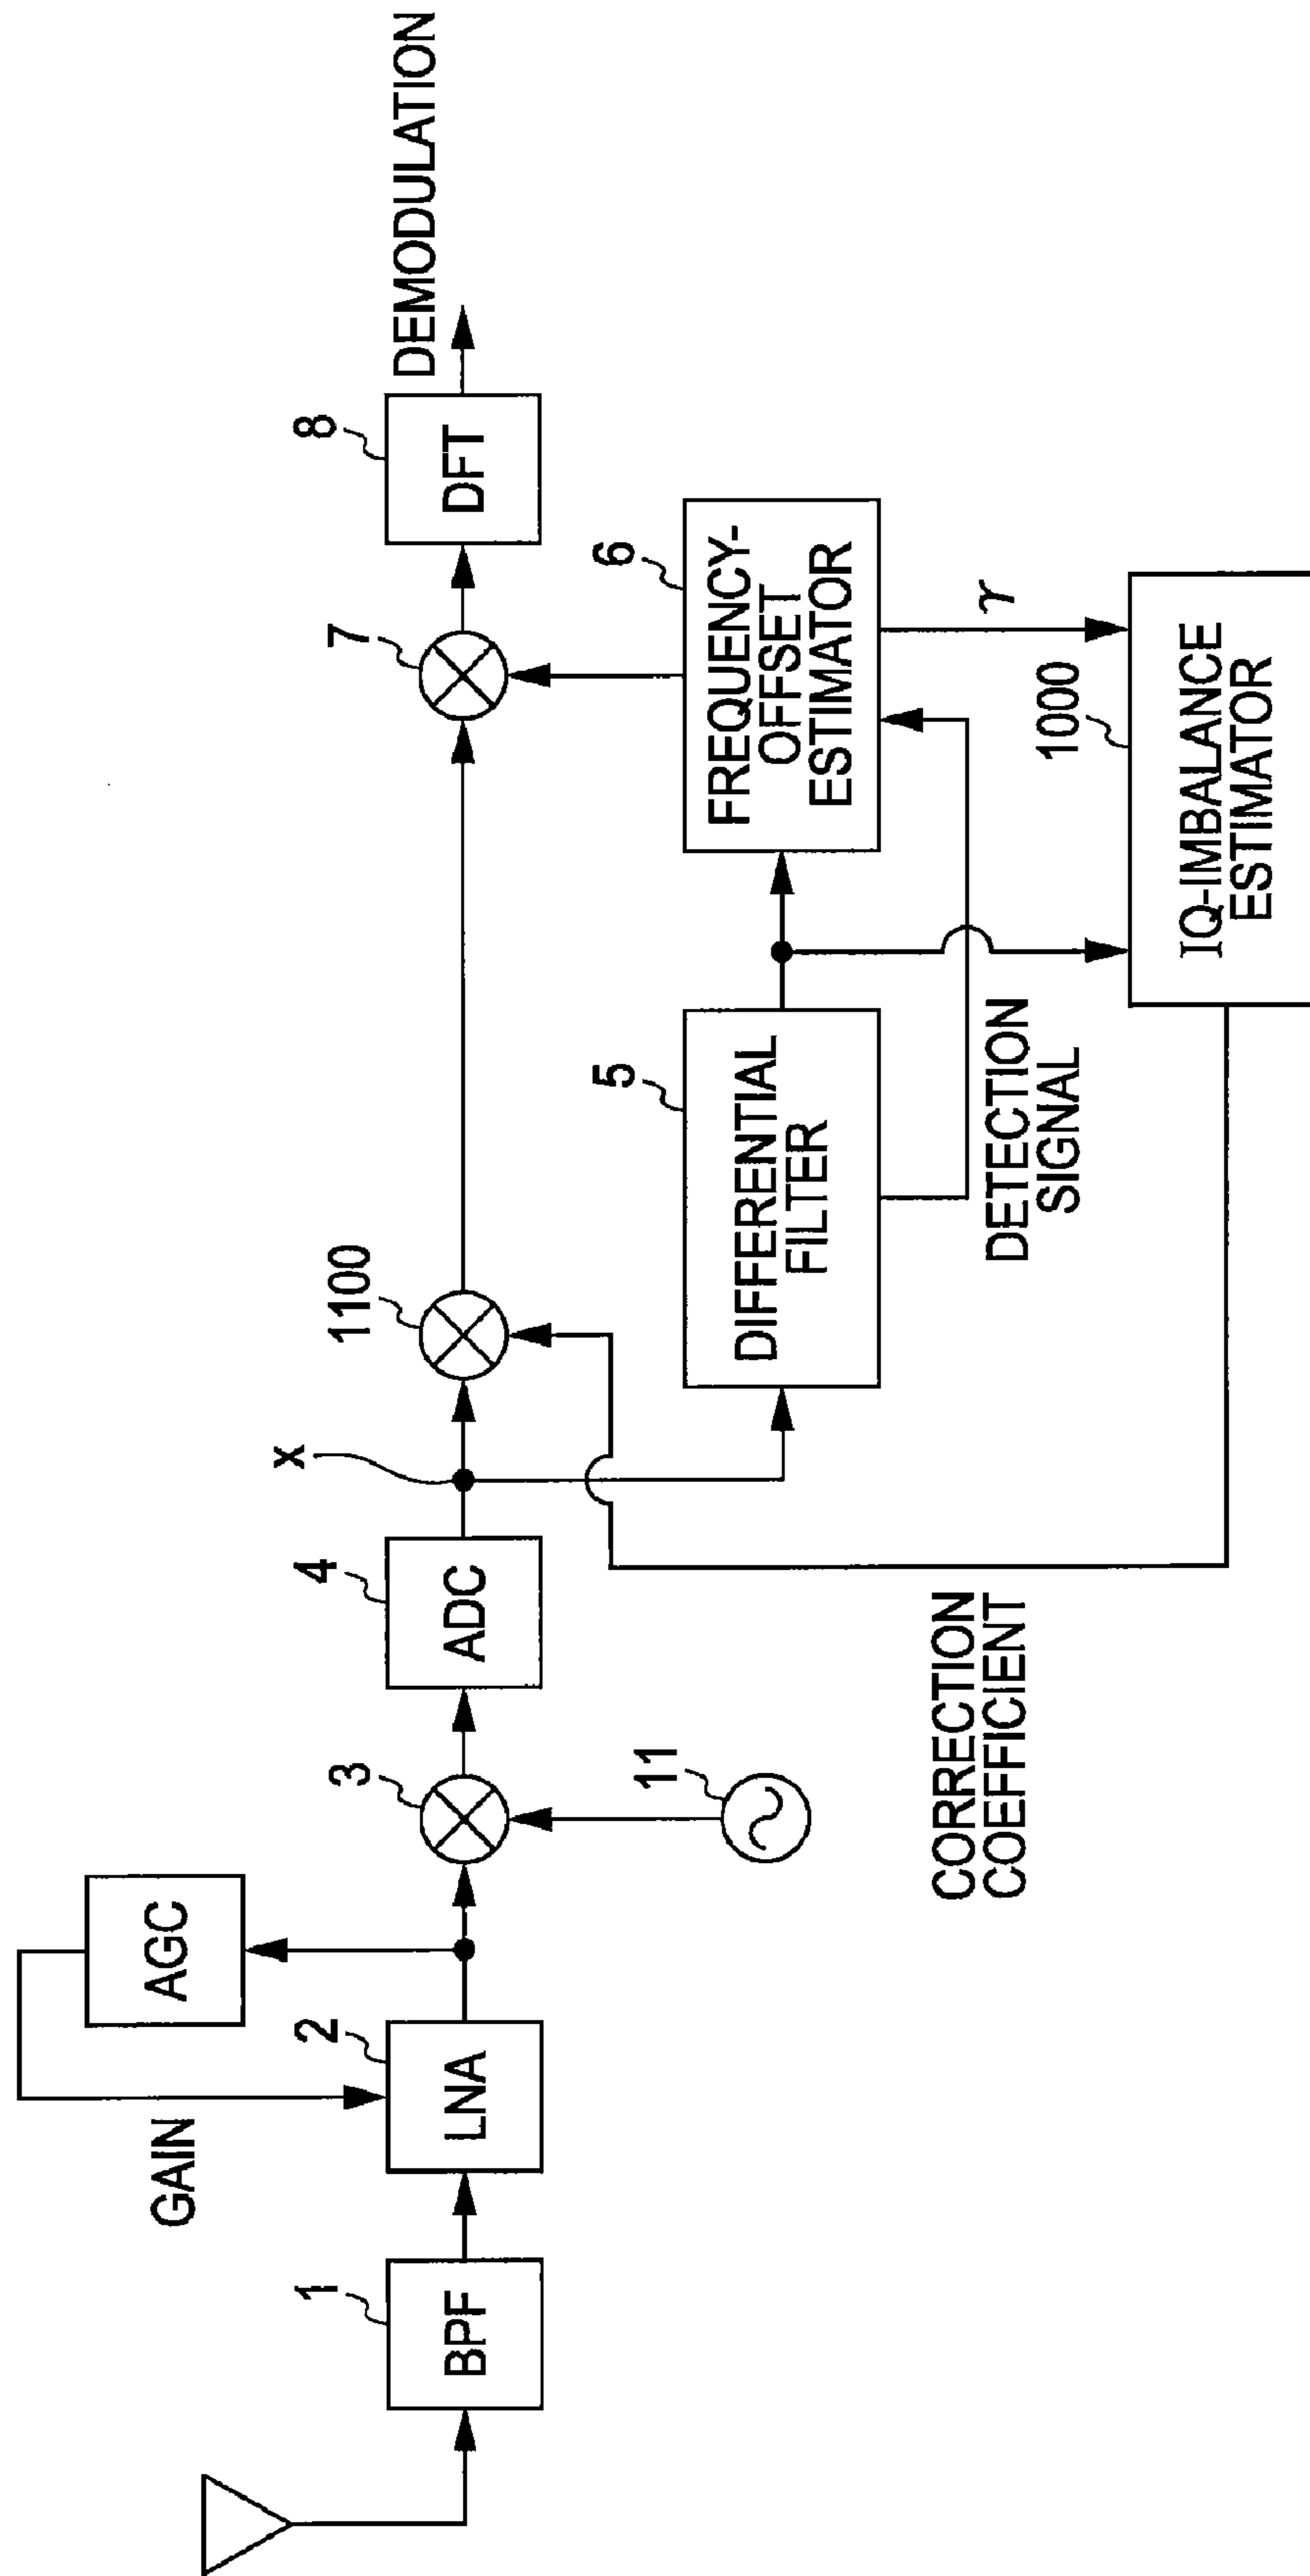 GAIN
AGC
1
BPF
2
LNA
3
11
4
ADC
x
1100
7
8
DFT
DEMODULATION
5
DIFFERENTIAL
FILTER
6
FREQUENCY-
OFFSET
ESTIMATOR
γ
DETECTION
SIGNAL
1000
IQ-IMBALANCE
ESTIMATOR
CORRECTION
COEFFICIENT